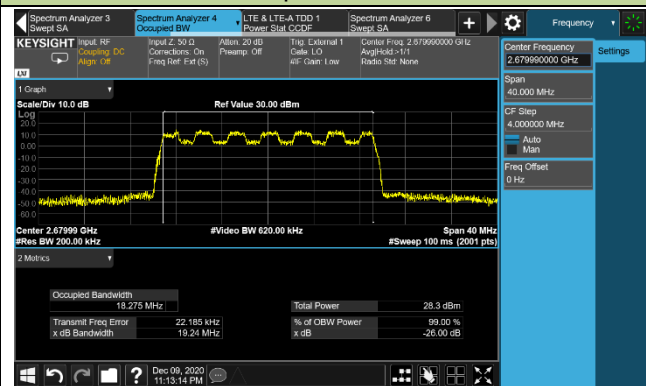 Spectrum Analyzer 3
Swept SA
Spectrum Analyzer 4
Occupied BW
LTE & LTE-A TDD 1
Power Stat CCDF
Spectrum Analyzer 6
Swept SA
Frequency
KEYSIGHT
Input: RF
Coupling: DC
Align: Off
Input Z: 50 Ω
Corrections: On
Freq Ref: Ext (S)
Atten: 20 dB
Preamp: Off
Trig: External 1
Gate: LO
#IF Gain: Low
Center Freq: 2.679990000 GHz
Avg|Hold:>1/1
Radio Std: None
LXI
Center Frequency
2.679990000 GHz
Settings
Span
40.000 MHz
CF Step
4.000000 MHz
Auto
Man
Freq Offset
0 Hz
1 Graph
Scale/Div 10.0 dB
Ref Value 30.00 dBm
Log
20.0
10.0
0.00
-10.0
-20.0
-30.0
-40.0
-50.0
-60.0
Center 2.67999 GHz
#Video BW 620.00 kHz
Span 40 MHz
#Res BW 200.00 kHz
#Sweep 100 ms (2001 pts)
2 Metrics
Occupied Bandwidth
18.275 MHz
Total Power
28.3 dBm
Transmit Freq Error
22.185 kHz
% of OBW Power
99.00 %
x dB Bandwidth
19.24 MHz
x dB
-26.00 dB
Dec 09, 2020
11:13:14 PM